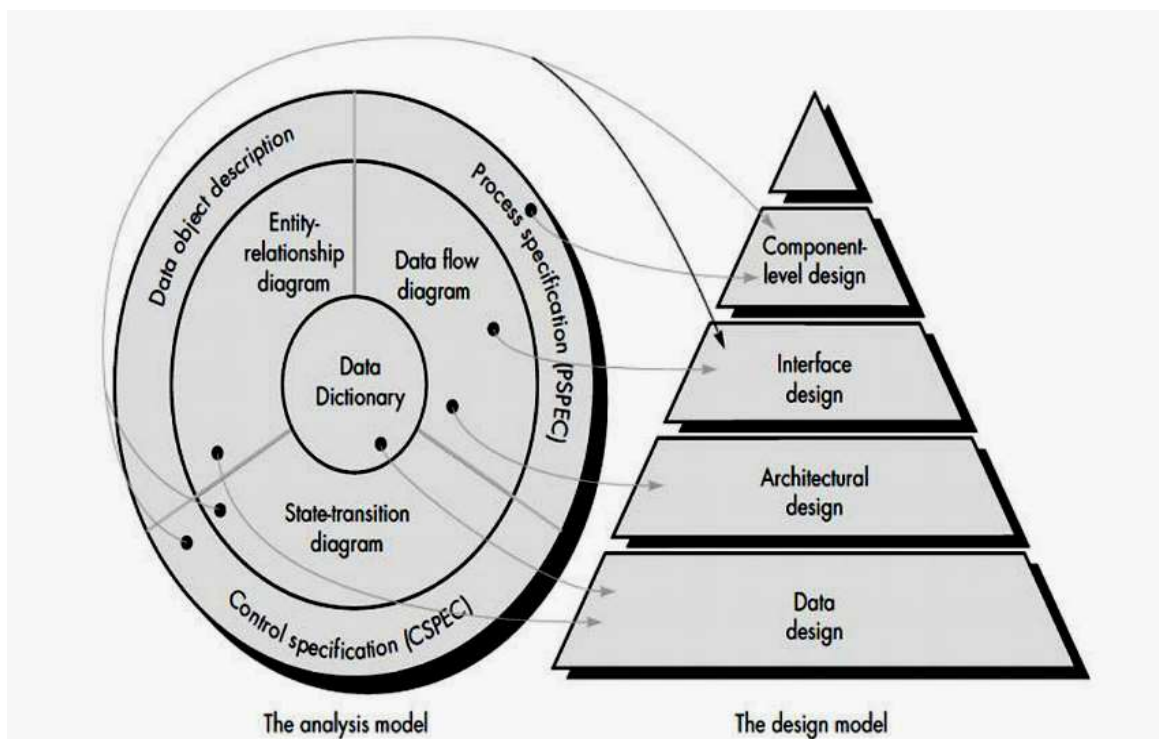 Data object description
Process specification (PSPEC)
Entity-
relationship
diagram
Data flow
diagram
Data
Dictionary
State-transition
diagram
Control specification (CSPEC)
The analysis model
Component-
level design
Interface
design
Architectural
design
Data
design
The design model